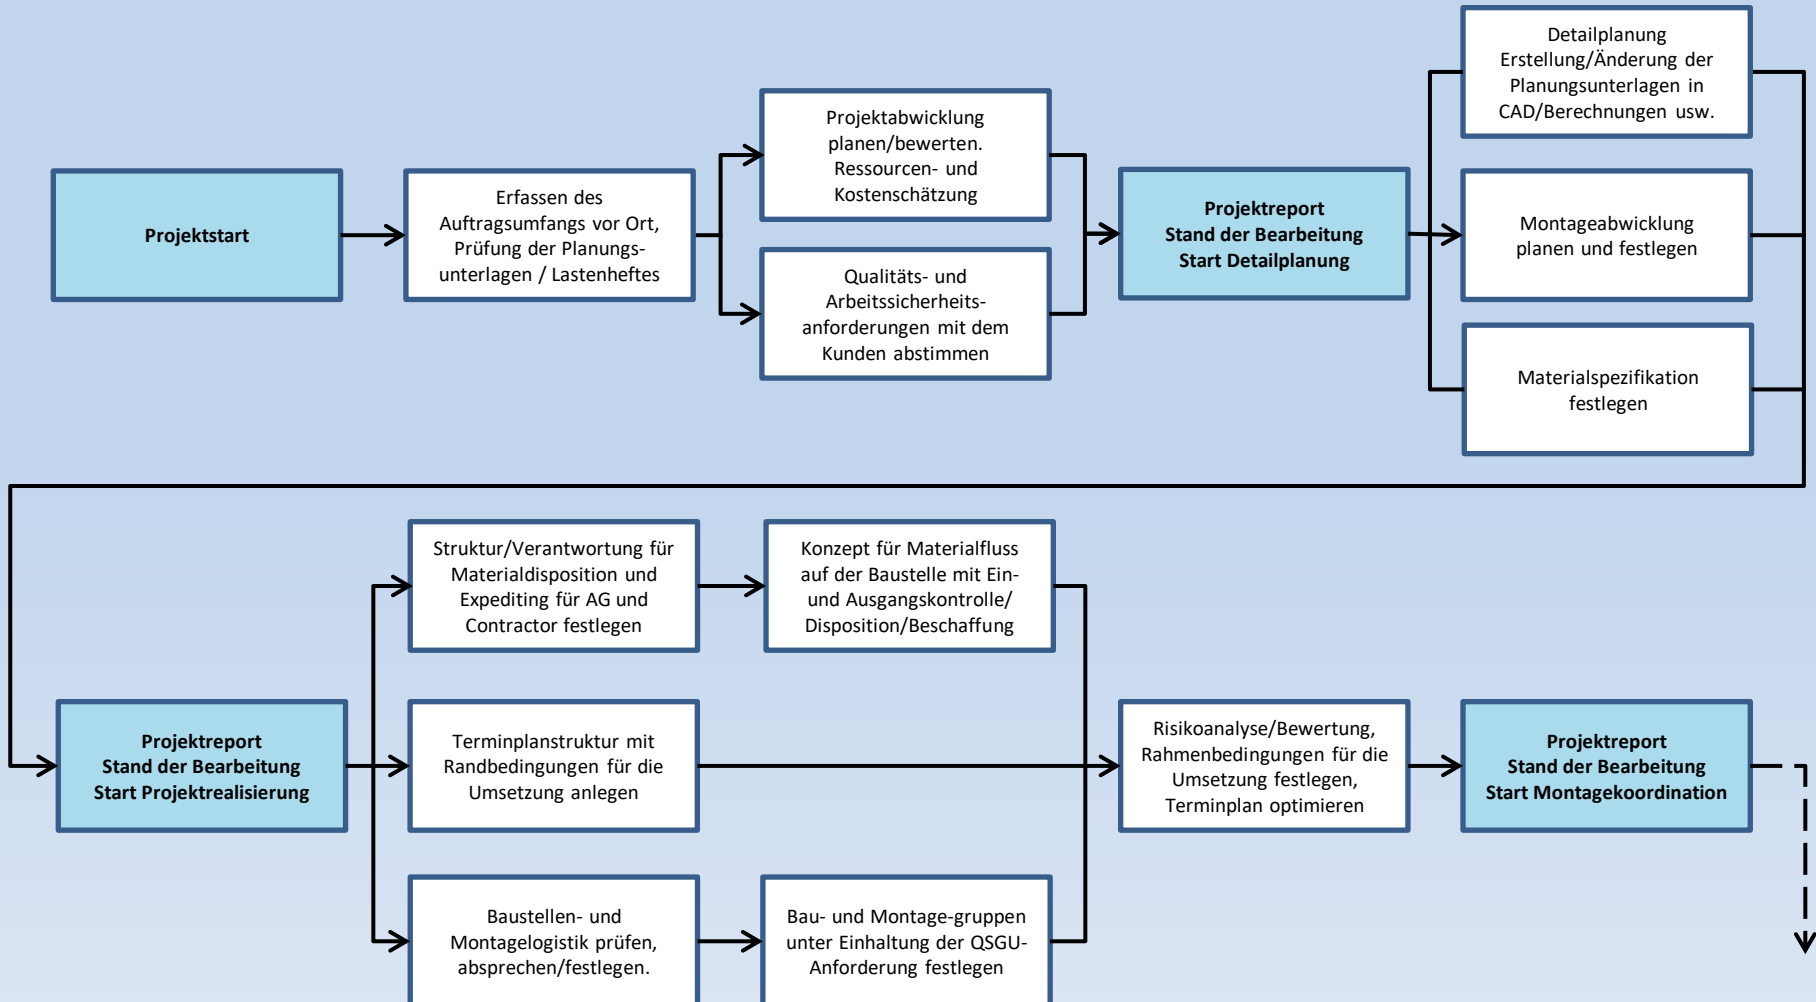 Projektstart
Erfassen des
Auftragsumfangs vor Ort,
Prüfung der Planungs-
unterlagen / Lastenheftes
Projektabwicklung
planen/bewerten.
Ressourcen- und
Kostenschätzung
Qualitäts- und
Arbeitssicherheits-
anforderungen mit dem
Kunden abstimmen
Projektreport
Stand der Bearbeitung
Start Detailplanung
Detailplanung
Erstellung/Änderung der
Planungsunterlagen in
CAD/Berechnungen usw.
Montageabwicklung
planen und festlegen
Materialspezifikation
festlegen
Projektreport
Stand der Bearbeitung
Start Projektrealisierung
Struktur/Verantwortung für
Materialdisposition und
Expediting für AG und
Contractor festlegen
Konzept für Materialfluss
auf der Baustelle mit Ein-
und Ausgangskontrolle/
Disposition/Beschaffung
Terminplanstruktur mit
Randbedingungen für die
Umsetzung anlegen
Baustellen- und
Montagelogistik prüfen,
absprechen/festlegen.
Bau- und Montage-gruppen
unter Einhaltung der QSGU-
Anforderung festlegen
Risikoanalyse/Bewertung,
Rahmenbedingungen für die
Umsetzung festlegen,
Terminplan optimieren
Projektreport
Stand der Bearbeitung
Start Montagekoordination